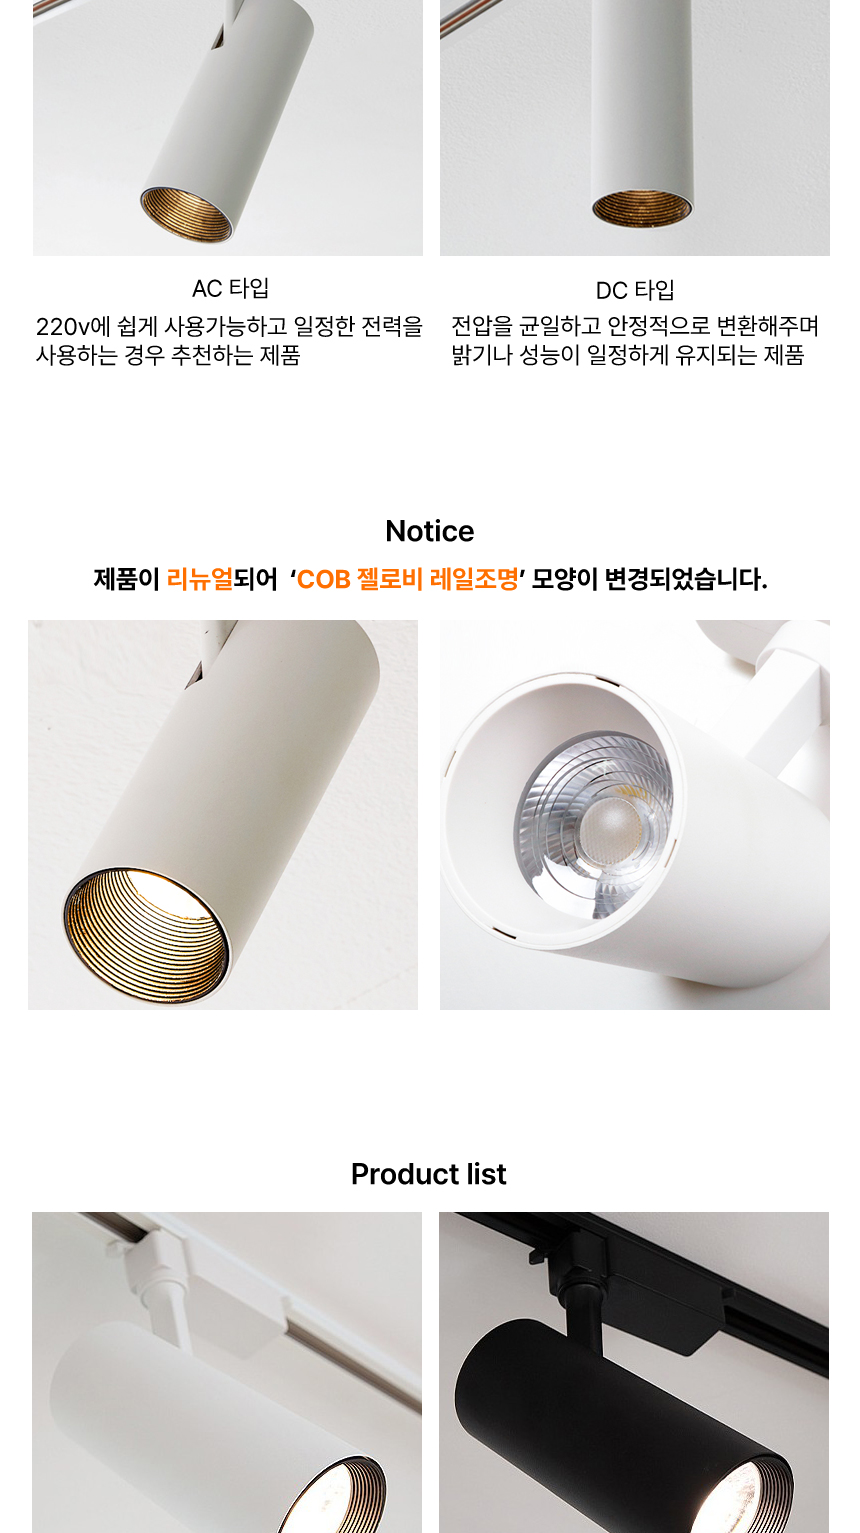 AC 타입
220v에 쉽게 사용가능하고 일정한 전력을
사용하는 경우 추천하는 제품
DC 타입
전압을 균일하고 안정적으로 변환해주며
밝기나 성능이 일정하게 유지되는 제품
Notice
제품이 리뉴얼되어 ‘COB 젤로비 레일조명’ 모양이 변경되었습니다.
Product list